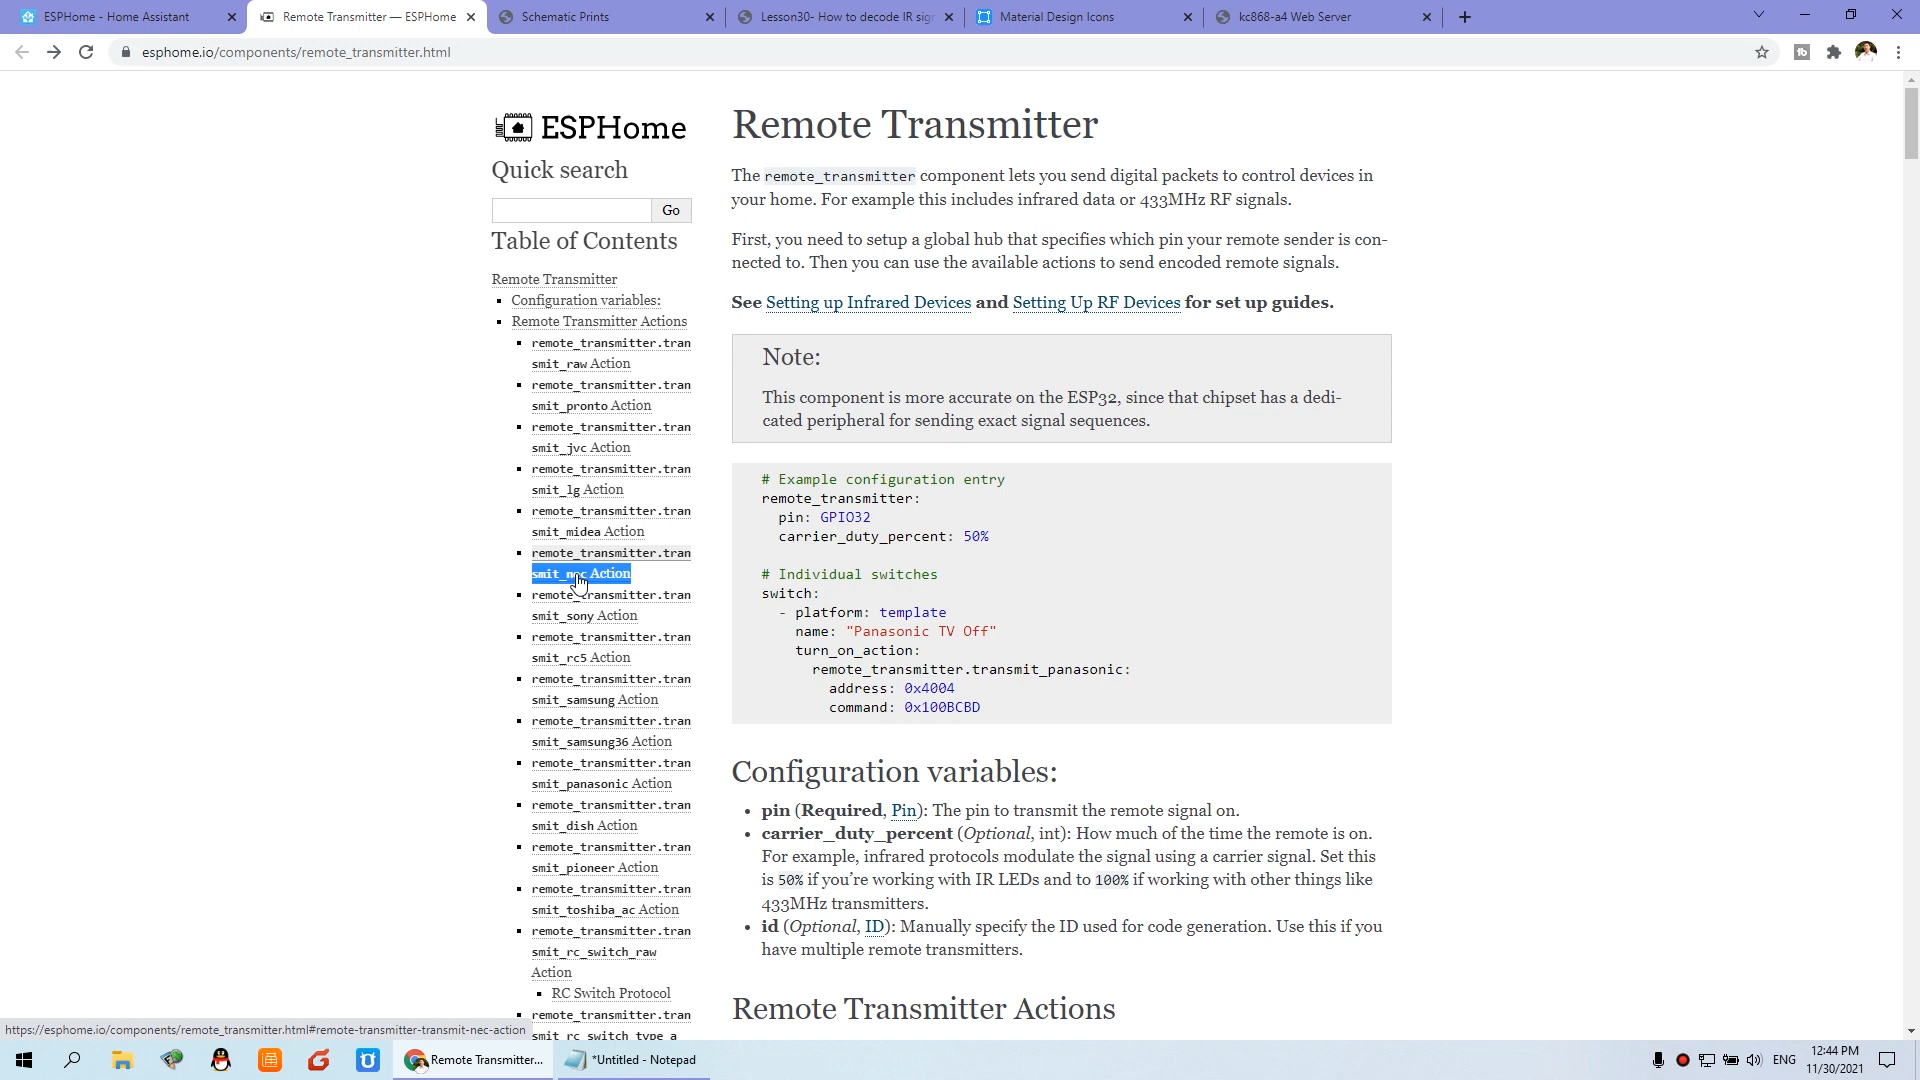 ESPHome - Home Assistant
Remote Transmitter — ESPHome
Schematic Prints
Lesson30- How to decode IR sig
Material Design Icons
kc868-a4 Web Server
esphome.io/components/remote_transmitter.html
ESPHome
Quick search
Go
Table of Contents
Remote Transmitter
Configuration variables:
Remote Transmitter Actions
remote_transmitter.tran
smit_raw Action
remote_transmitter.tran
smit_pronto Action
remote_transmitter.tran
smit_jvc Action
remote_transmitter.tran
smit_lg Action
remote_transmitter.tran
smit_midea Action
remote_transmitter.tran
smit_nec Action
remote_transmitter.tran
smit_sony Action
remote_transmitter.tran
smit_rc5 Action
remote_transmitter.tran
smit_samsung Action
remote_transmitter.tran
smit_samsung36 Action
remote_transmitter.tran
smit_panasonic Action
remote_transmitter.tran
smit_dish Action
remote_transmitter.tran
smit_pioneer Action
remote_transmitter.tran
smit_toshiba_ac Action
remote_transmitter.tran
smit_rc_switch_raw
Action
RC Switch Protocol
remote_transmitter.tran
smit_rc_switch_type_a
Remote Transmitter
The remote_transmitter component lets you send digital packets to control devices in
your home. For example this includes infrared data or 433MHz RF signals.
First, you need to setup a global hub that specifies which pin your remote sender is con-
nected to. Then you can use the available actions to send encoded remote signals.
See Setting up Infrared Devices and Setting Up RF Devices for set up guides.
Note:
This component is more accurate on the ESP32, since that chipset has a dedi-
cated peripheral for sending exact signal sequences.
# Example configuration entry
remote_transmitter:
pin: GPIO32
carrier_duty_percent: 50%
# Individual switches
switch:
- platform: template
name: "Panasonic TV Off"
turn_on_action:
remote_transmitter.transmit_panasonic:
address: 0x4004
command: 0x100BCBD
Configuration variables:
• pin (Required, Pin): The pin to transmit the remote signal on.
• carrier_duty_percent (Optional, int): How much of the time the remote is on.
For example, infrared protocols modulate the signal using a carrier signal. Set this
is 50% if you’re working with IR LEDs and to 100% if working with other things like
433MHz transmitters.
• id (Optional, ID): Manually specify the ID used for code generation. Use this if you
have multiple remote transmitters.
Remote Transmitter Actions
https://esphome.io/components/remote_transmitter.html#remote-transmitter-transmit-nec-action
Remote Transmitter...
*Untitled - Notepad
ENG
12:44 PM
11/30/2021